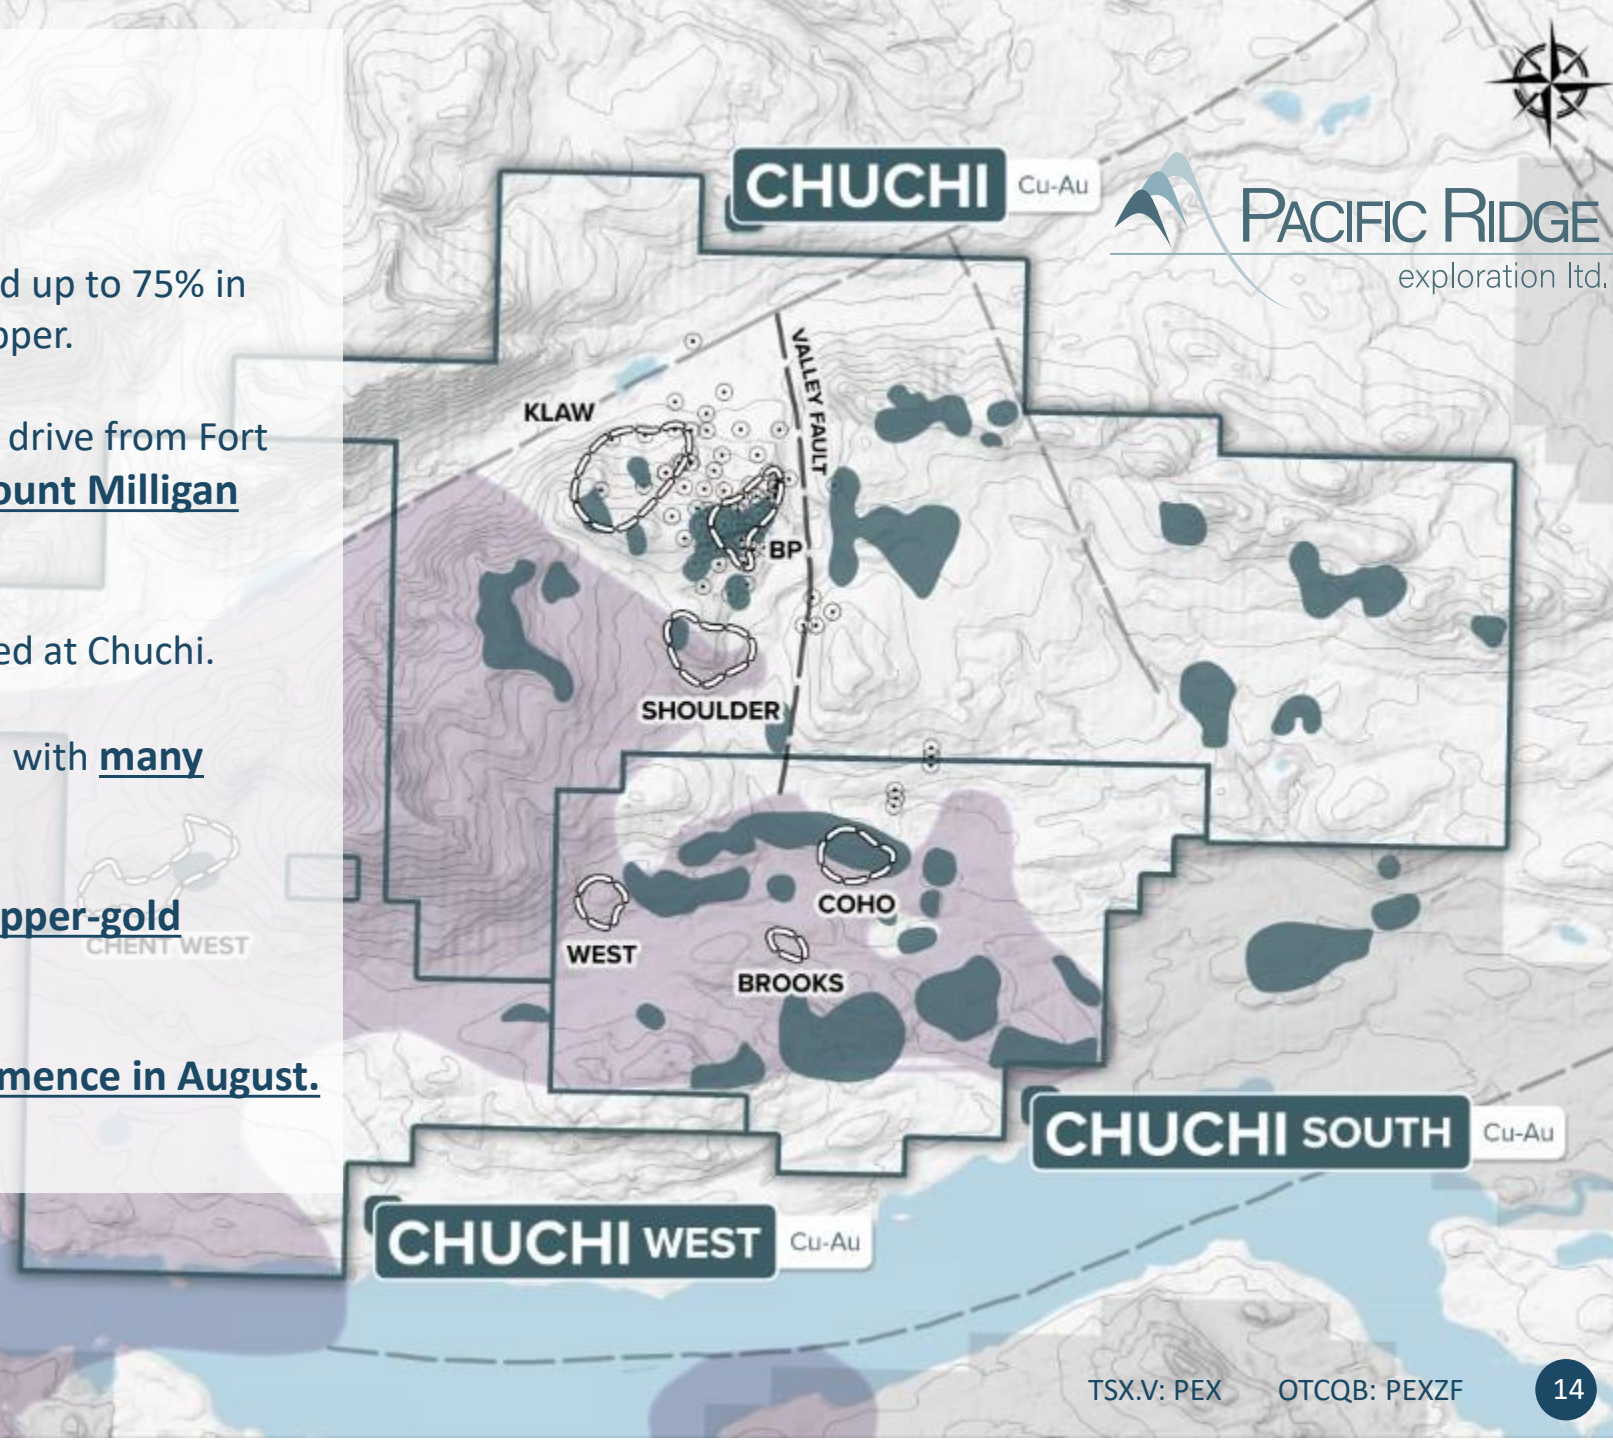 CHUCHI Cu-Au
PACIFIC RIDGE
exploration ltd.
d up to 75% in
pper.
drive from Fort
ount Milligan
ed at Chuchi.
with many
pper-gold
mence in August.
KLAW
VALLEY FAULT
BP
SHOULDER
COHO
WEST
BROOKS
CHENT WEST
CHUCHI SOUTH Cu-Au
CHUCHI WEST Cu-Au
TSX.V: PEX OTCQB: PEXZF 14